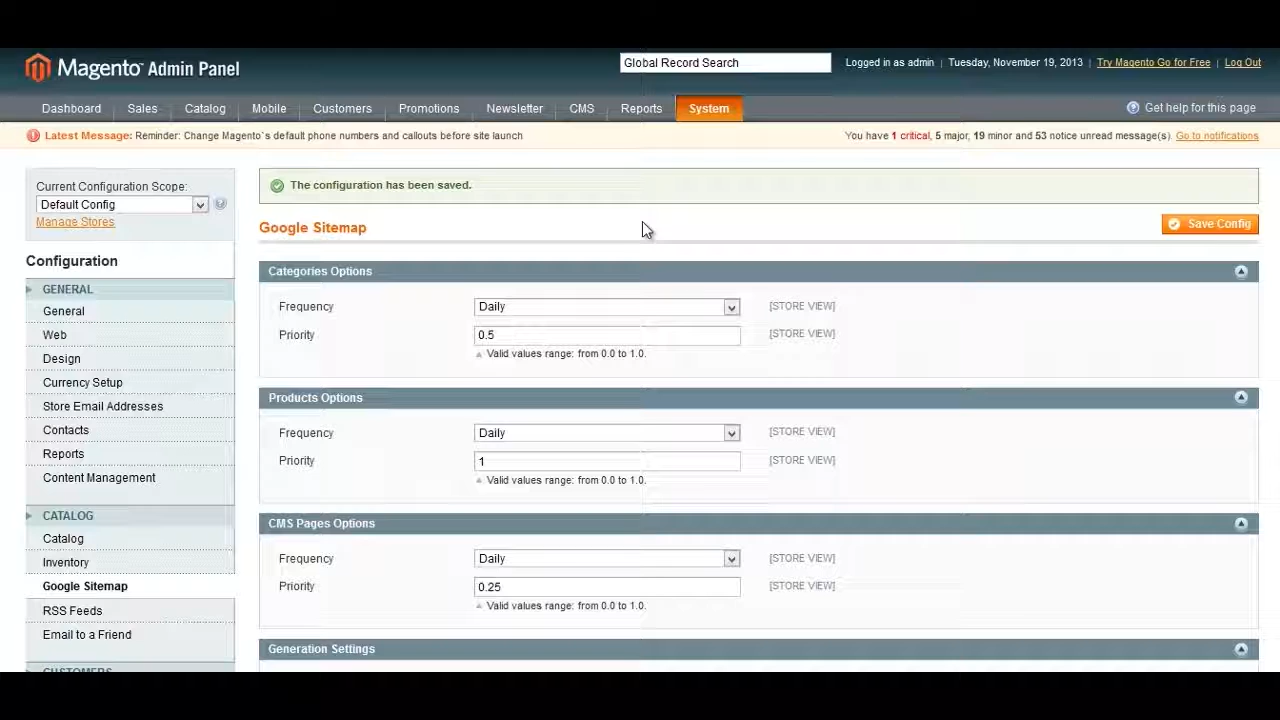 Magento Admin Panel
Global Record Search
Logged in as admin | Tuesday, November 19, 2013 | Try Magento Go for Free | Log Out
Dashboard Sales Catalog Mobile Customers Promotions Newsletter CMS Reports System
Get help for this page
Latest Message: Reminder: Change Magento`s default phone numbers and callouts before site launch
You have 1 critical, 5 major, 19 minor and 53 notice unread message(s). Go to notifications
Current Configuration Scope:
Default Config
Manage Stores
Configuration
GENERAL
General
Web
Design
Currency Setup
Store Email Addresses
Contacts
Reports
Content Management
CATALOG
Catalog
Inventory
Google Sitemap
RSS Feeds
Email to a Friend
CUSTOMERS
The configuration has been saved.
Google Sitemap
Save Config
Categories Options
Frequency Daily [STORE VIEW]
Priority 0.5 [STORE VIEW]
Valid values range: from 0.0 to 1.0.
Products Options
Frequency Daily [STORE VIEW]
Priority 1 [STORE VIEW]
Valid values range: from 0.0 to 1.0.
CMS Pages Options
Frequency Daily [STORE VIEW]
Priority 0.25 [STORE VIEW]
Valid values range: from 0.0 to 1.0.
Generation Settings